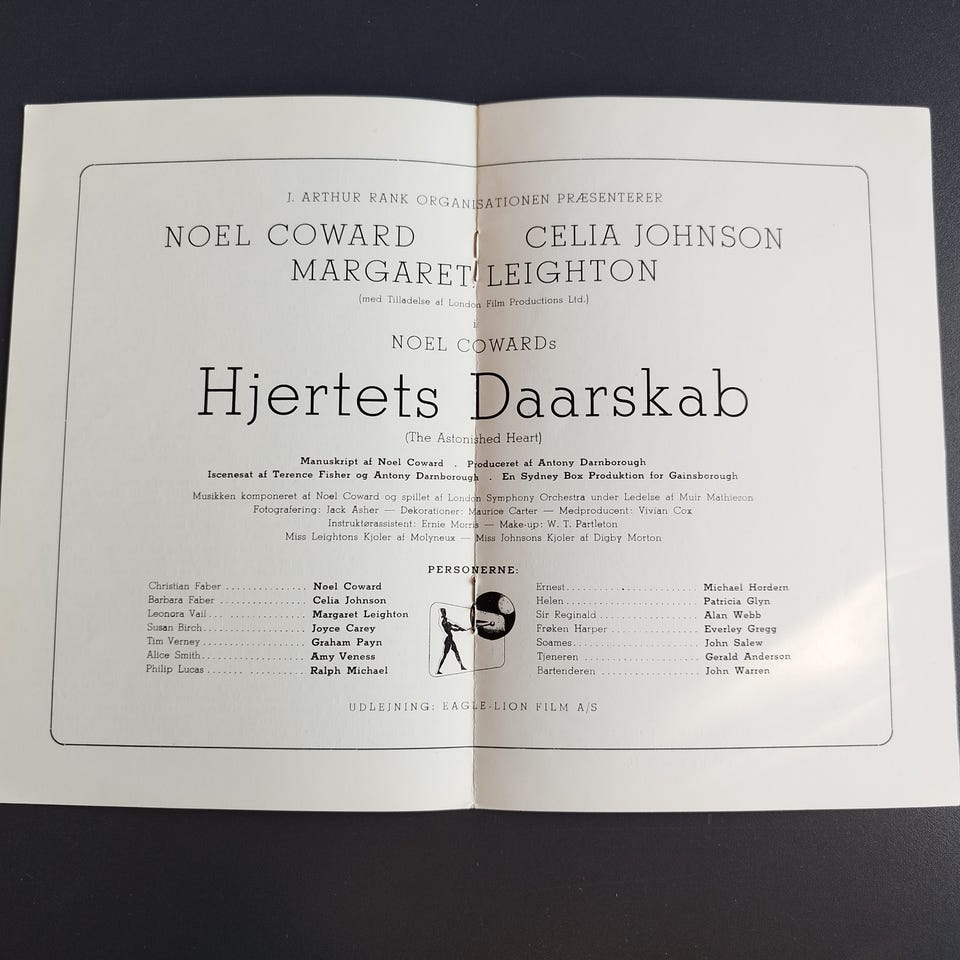 J. ARTHUR RANK ORGANISATIONEN PRÆSENTERER
NOEL COWARD CELIA JOHNSON
MARGARET LEIGHTON
(med Tilladelse af London Film Productions Ltd.)
i
NOEL COWARDs
Hjertets Daarskab
(The Astonished Heart)
Manuskript af Noel Coward . Produceret af Antony Darnborough
Iscenesat af Terence Fisher og Antony Darnborough . En Sydney Box Produktion for Gainsborough
Musikken komponeret af Noel Coward og spillet af London Symphony Orchestra under Ledelse af Muir Mathieson
Fotografering: Jack Asher — Dekorationer: Maurice Carter — Medproducent: Vivian Cox
Instruktørassistent: Ernie Morris — Make-up: W. T. Partleton
Miss Leightons Kjoler af Molyneux — Miss Johnsons Kjoler af Digby Morton
PERSONERNE:
Christian Faber ............ Noel Coward
Barbara Faber ............ Celia Johnson
Leonora Vail ............ Margaret Leighton
Susan Birch ............ Joyce Carey
Tim Verney ............ Graham Payn
Alice Smith ............ Amy Veness
Philip Lucas ............ Ralph Michael
Ernest ............ Michael Hordern
Helen ............ Patricia Glyn
Sir Reginald ............ Alan Webb
Frøken Harper ............ Everley Gregg
Soames ............ John Salew
Tjeneren ............ Gerald Anderson
Bartenderen ............ John Warren
UDLEJNING: EAGLE-LION FILM A/S